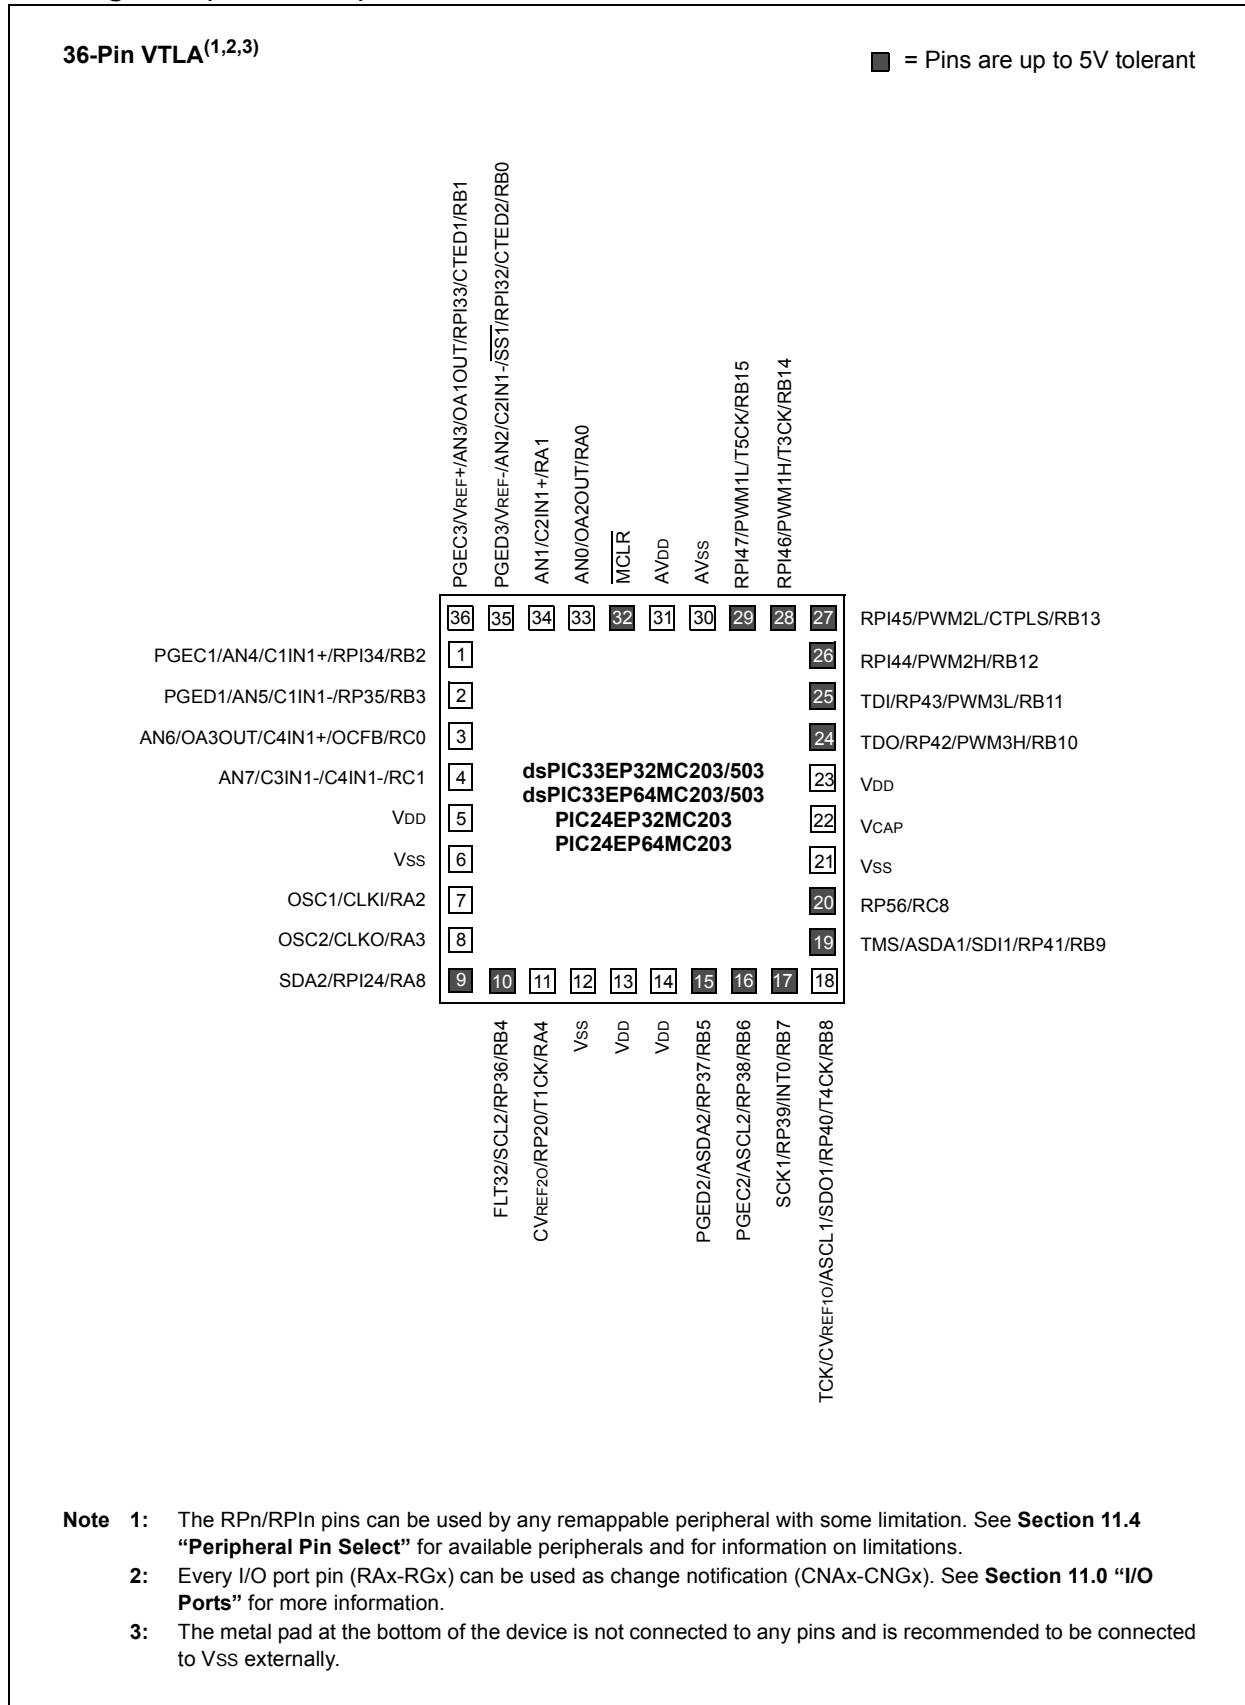 36-Pin VTLA(1,2,3)
= Pins are up to 5V tolerant
PGEC3/VREF+/AN3/OA1OUT/RPI33/CTED1/RB1
PGED3/VREF-/AN2/C2IN1-/SS1/RPI32/CTED2/RB0
AN1/C2IN1+/RA1
AN0/OA2OUT/RA0
MCLR
AVDD
AVSS
RPI47/PWM1L/T5CK/RB15
RPI46/PWM1H/T3CK/RB14
36 35 34 33 32 31 30 29 28 27 RPI45/PWM2L/CTPLS/RB13
PGEC1/AN4/C1IN1+/RPI34/RB2 1 26 RPI44/PWM2H/RB12
PGED1/AN5/C1IN1-/RP35/RB3 2 25 TDI/RP43/PWM3L/RB11
AN6/OA3OUT/C4IN1+/OCFB/RC0 3 24 TDO/RP42/PWM3H/RB10
AN7/C3IN1-/C4IN1-/RC1 4 23 VDD
VDD 5 22 VCAP
VSS 6 21 VSS
OSC1/CLKI/RA2 7 20 RP56/RC8
OSC2/CLKO/RA3 8 19 TMS/ASDA1/SDI1/RP41/RB9
dsPIC33EP32MC203/503
dsPIC33EP64MC203/503
PIC24EP32MC203
PIC24EP64MC203
SDA2/RPI24/RA8 9 10 11 12 13 14 15 16 17 18
FLT32/SCL2/RP36/RB4
CVREF2O/RP20/T1CK/RA4
VSS
VDD
VDD
PGED2/ASDA2/RP37/RB5
PGEC2/ASCL2/RP38/RB6
SCK1/RP39/INT0/RB7
TCK/CVREF1O/ASCL1/SDO1/RP40/T4CK/RB8
Note 1: The RPn/RPIn pins can be used by any remappable peripheral with some limitation. See Section 11.4
“Peripheral Pin Select” for available peripherals and for information on limitations.
2: Every I/O port pin (RAx-RGx) can be used as change notification (CNAx-CNGx). See Section 11.0 “I/O
Ports” for more information.
3: The metal pad at the bottom of the device is not connected to any pins and is recommended to be connected
to VSS externally.